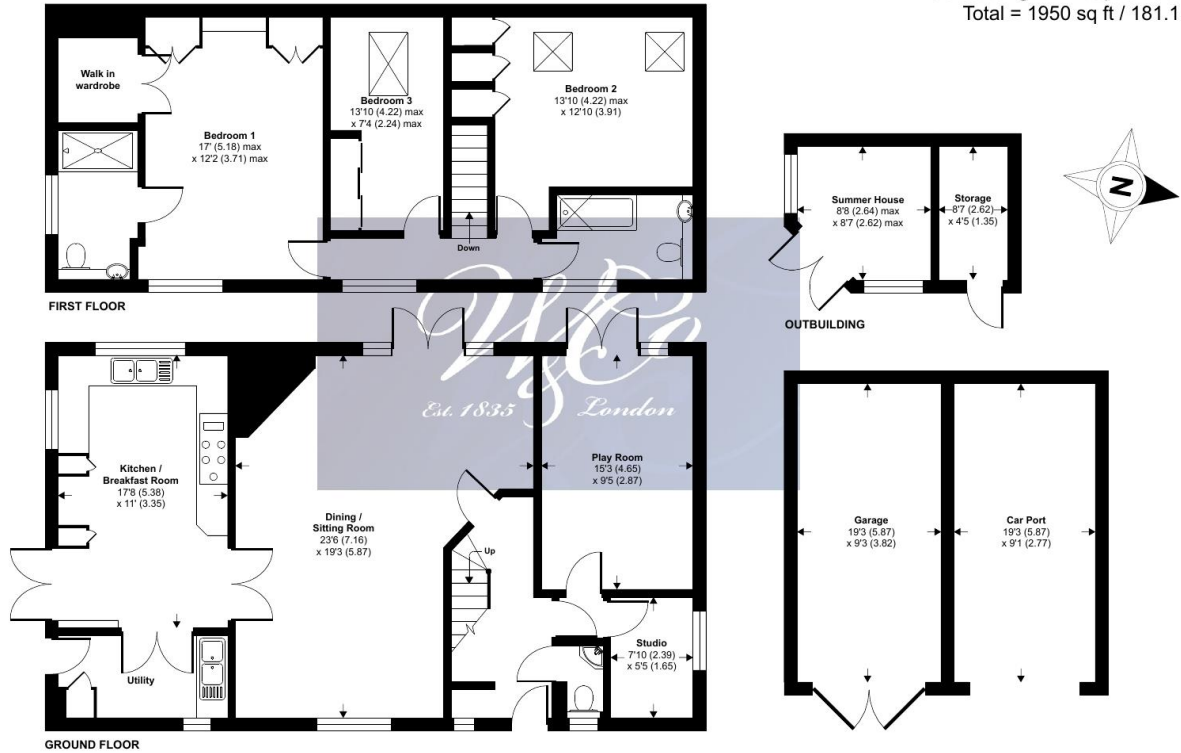 Total = 1950 sq ft / 181.1
Walk in
wardrobe
Bedroom 1
17' (5.18) max
x 12'2 (3.71) max
Bedroom 3
13'10 (4.22) max
x 7'4 (2.24) max
Bedroom 2
13'10 (4.22) max
x 12'10 (3.91)
Down
FIRST FLOOR
Summer House
8'8 (2.64) max
x 8'7 (2.62) max
Storage
8'7 (2.62)
x 4'5 (1.35)
OUTBUILDING
N
W&Co
Est. 1835 London
Kitchen /
Breakfast Room
17'8 (5.38)
x 11' (3.35)
Dining /
Sitting Room
23'6 (7.16)
x 19'3 (5.87)
Up
Play Room
15'3 (4.65)
x 9'5 (2.87)
Studio
7'10 (2.39)
x 5'5 (1.65)
Utility
GROUND FLOOR
Garage
19'3 (5.87)
x 9'3 (3.82)
Car Port
19'3 (5.87)
x 9'1 (2.77)